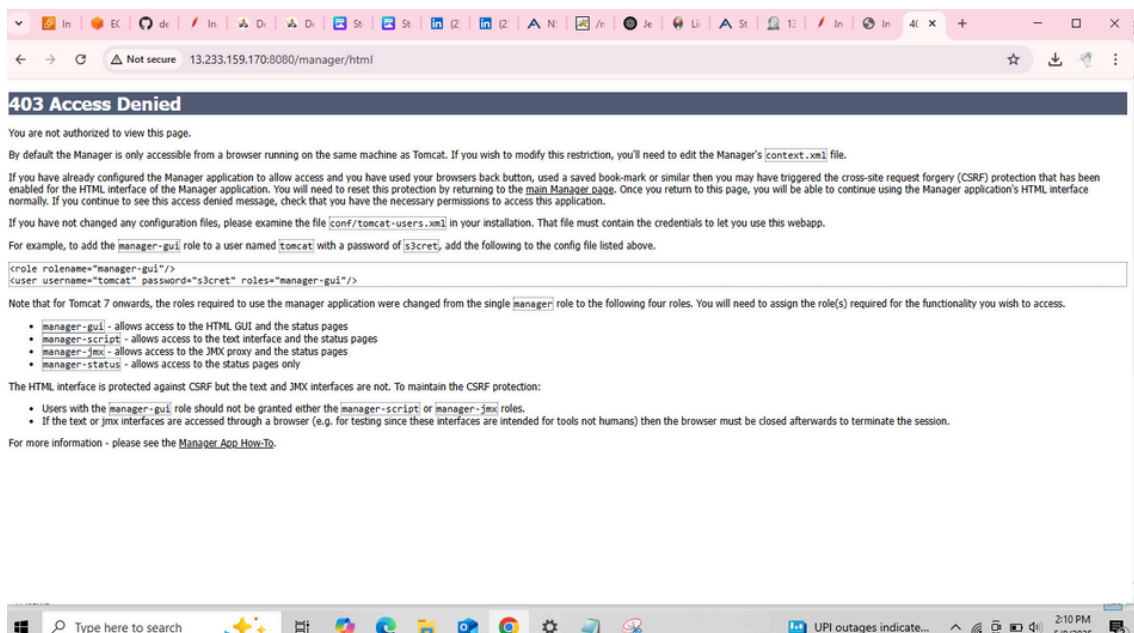 In
EC
de
In
De
De
St
St
(2
(2
N
/n
Je
Li
St
13
In
In
4(
Not secure 13.233.159.170:8080/manager/html
403 Access Denied
You are not authorized to view this page.
By default the Manager is only accessible from a browser running on the same machine as Tomcat. If you wish to modify this restriction, you'll need to edit the Manager's context.xml file.
If you have already configured the Manager application to allow access and you have used your browsers back button, used a saved book-mark or similar then you may have triggered the cross-site request forgery (CSRF) protection that has been
enabled for the HTML interface of the Manager application. You will need to reset this protection by returning to the main Manager page. Once you return to this page, you will be able to continue using the Manager application's HTML interface
normally. If you continue to see this access denied message, check that you have the necessary permissions to access this application.
If you have not changed any configuration files, please examine the file conf/tomcat-users.xml in your installation. That file must contain the credentials to let you use this webapp.
For example, to add the manager-gui role to a user named tomcat with a password of s3cret, add the following to the config file listed above.
<role rolename="manager-gui"/>
<user username="tomcat" password="s3cret" roles="manager-gui"/>
Note that for Tomcat 7 onwards, the roles required to use the manager application were changed from the single manager role to the following four roles. You will need to assign the role(s) required for the functionality you wish to access.
• manager-gui - allows access to the HTML GUI and the status pages
• manager-script - allows access to the text interface and the status pages
• manager-jmx - allows access to the JMX proxy and the status pages
• manager-status - allows access to the status pages only
The HTML interface is protected against CSRF but the text and JMX interfaces are not. To maintain the CSRF protection:
• Users with the manager-gui role should not be granted either the manager-script or manager-jmx roles.
• If the text or jmx interfaces are accessed through a browser (e.g. for testing since these interfaces are intended for tools not humans) then the browser must be closed afterwards to terminate the session.
For more information - please see the Manager App How-To.
Type here to search
UPI outages indicate...
2:10 PM